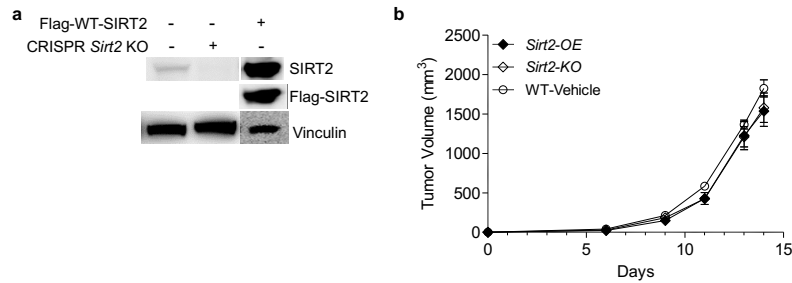 a
Flag-WT-SIRT2 - - +
CRISPR Sirt2 KO - + -
SIRT2
Flag-SIRT2
Vinculin
b
2500
2000
1500
1000
500
0
Tumor Volume (mm³)
Sirt2-OE
Sirt2-KO
WT-Vehicle
0 5 10 15
Days